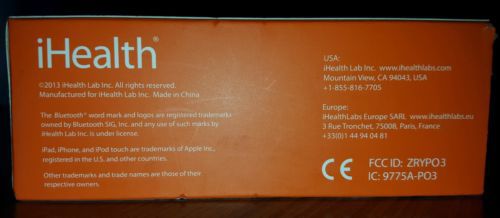 iHealth®
©2013 iHealth Lab Inc. All rights reserved.
Manufactured for iHealth Lab Inc. Made in China
The Bluetooth® word mark and logos are registered trademarks
owned by Bluetooth SIG, Inc. and any use of such marks by
iHealth Lab Inc. is under license.
iPad, iPhone, and iPod touch are trademarks of Apple Inc.,
registered in the U.S. and other countries.
Other trademarks and trade names are those of their
respective owners.
USA:
iHealth Lab Inc. www.ihealthlabs.com
Mountain View, CA 94043, USA
+1-855-816-7705
Europe:
iHealthLabs Europe SARL www.ihealthlabs.eu
3 Rue Tronchet, 75008, Paris, France
+33(0)1 44 94 04 81
CE
FCC ID: ZRYPO3
IC: 9775A-PO3